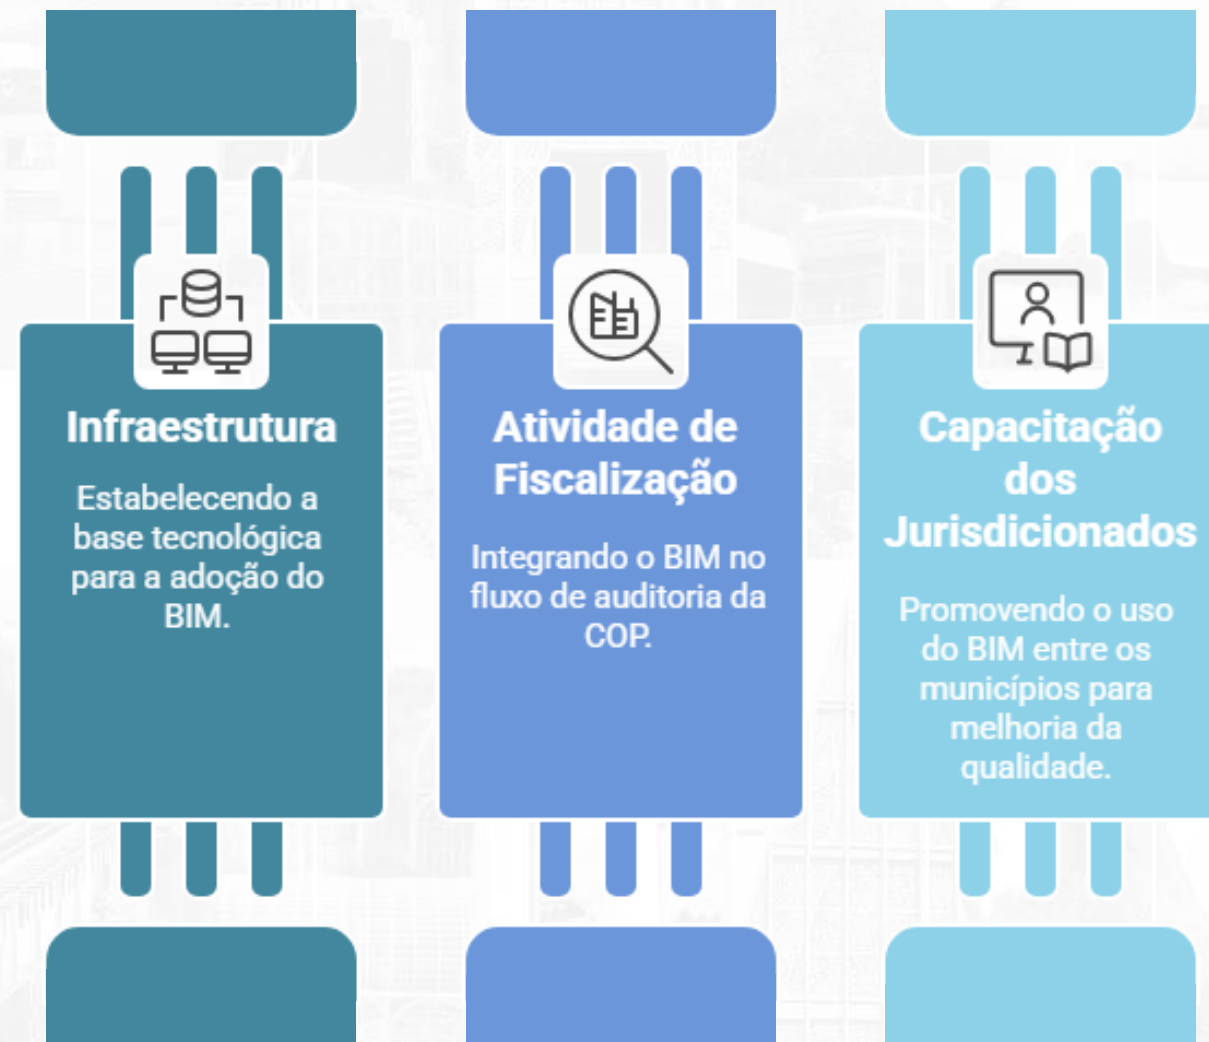 Infraestrutura
Estabelecendo a
base tecnológica
para a adoção do
BIM.
Atividade de
Fiscalização
Integrando o BIM no
fluxo de auditoria da
COP.
Capacitação
dos
Jurisdicionados
Promovendo o uso
do BIM entre os
municípios para
melhoria da
qualidade.